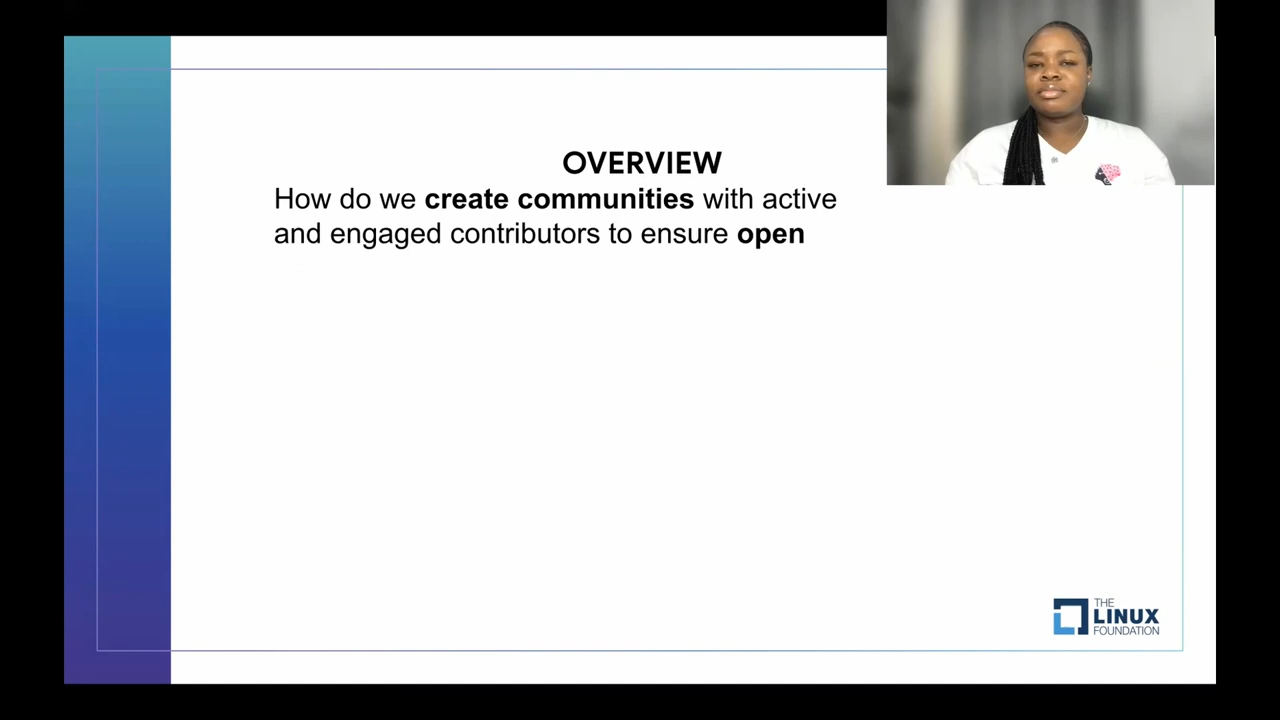 OVERVIEW
How do we create communities with active
and engaged contributors to ensure open
THE
LINUX
FOUNDATION